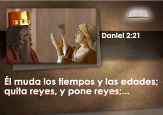 Daniel 2:21
Él muda los tiempos y las edades;
quita reyes, y pone reyes;...